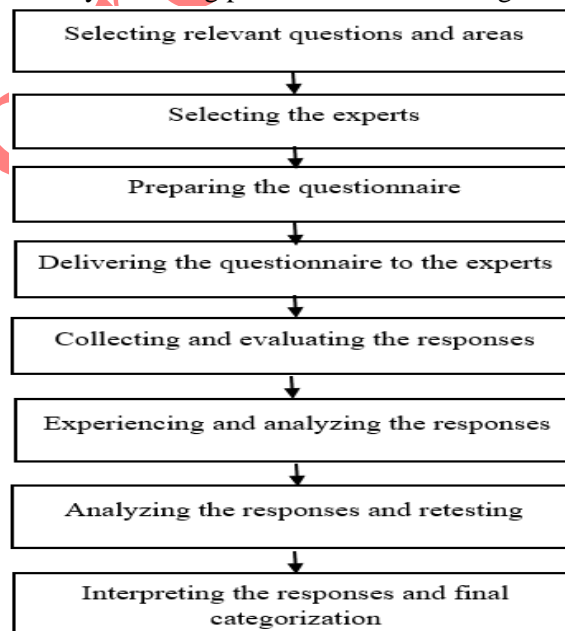 Selecting relevant questions and areas
Selecting the experts
Preparing the questionnaire
Delivering the questionnaire to the experts
Collecting and evaluating the responses
Experiencing and analyzing the responses
Analyzing the responses and retesting
Interpreting the responses and final
categorization